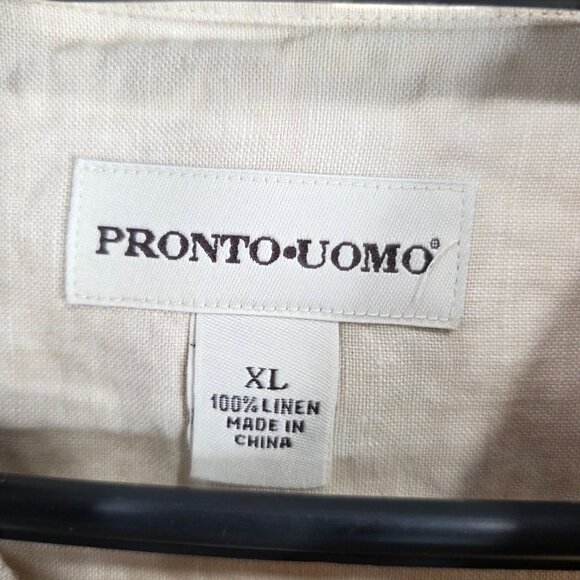 PRONTO•UOMO®
XL
100% LINEN
MADE IN
CHINA